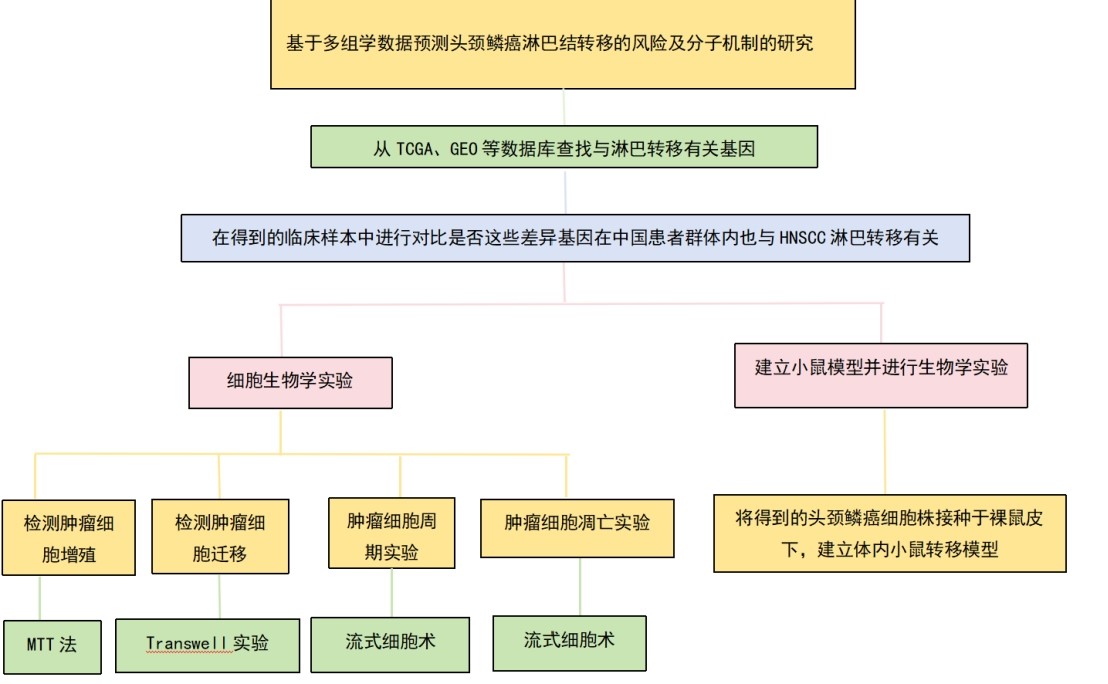 基于多组学数据预测头颈鳞癌淋巴结转移的风险及分子机制的研究
从 TCGA、GEO 等数据库查找与淋巴转移有关基因
在得到的临床样本中进行对比是否这些差异基因在中国患者群体内也与 HNSCC 淋巴转移有关
细胞生物学实验
建立小鼠模型并进行生物学实验
检测肿瘤细
胞增殖
检测肿瘤细
胞迁移
肿瘤细胞周
期实验
肿瘤细胞凋亡实验
将得到的头颈鳞癌细胞株接种于裸鼠皮
下，建立体内小鼠转移模型
MTT 法
Transwell 实验
流式细胞术
流式细胞术